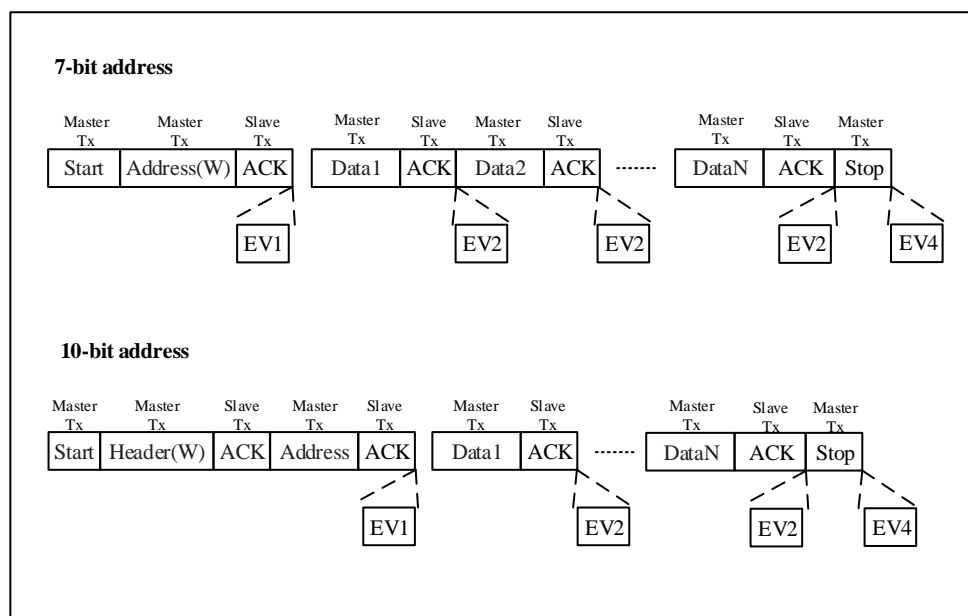 7-bit address
Master Tx Master Tx Slave Tx Master Tx Slave Tx Master Tx Slave Tx Master Tx Slave Tx Master Tx
Start Address(W) ACK Data1 ACK Data2 ACK DataN ACK Stop
EV1 EV2 EV2 EV2 EV4
10-bit address
Master Tx Master Tx Slave Tx Master Tx Slave Tx Master Tx Slave Tx Master Tx Slave Tx Master Tx
Start Header(W) ACK Address ACK Data1 ACK DataN ACK Stop
EV1 EV2 EV2 EV4